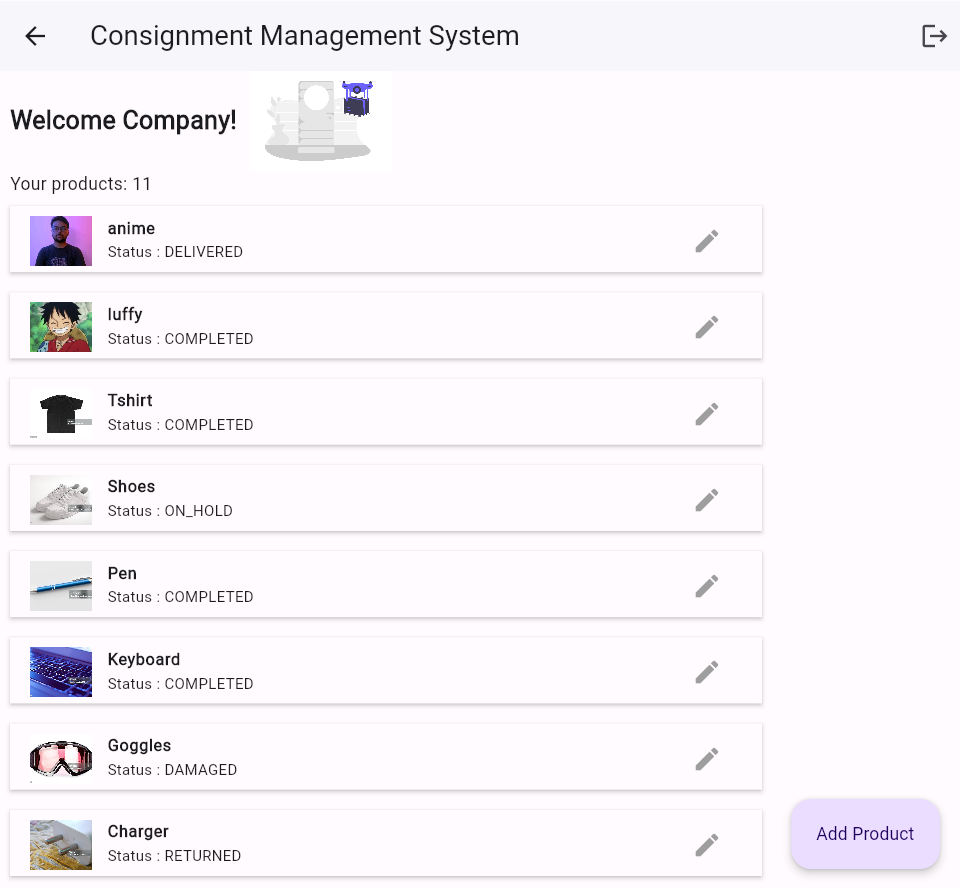 Consignment Management System
Welcome Company!
Your products: 11
anime
Status : DELIVERED
luffy
Status : COMPLETED
Tshirt
Status : COMPLETED
Shoes
Status : ON_HOLD
Pen
Status : COMPLETED
Keyboard
Status : COMPLETED
Goggles
Status : DAMAGED
Charger
Status : RETURNED
Add Product